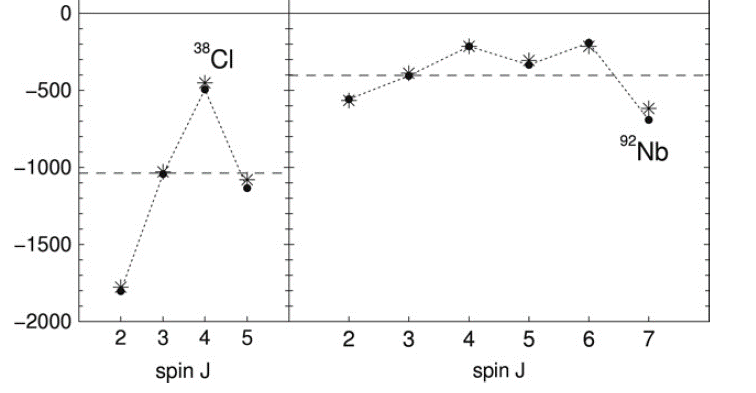 0
−500
−1000
−1500
−2000
³⁸Cl
⁹²Nb
2 3 4 5
2 3 4 5 6 7
spin J
spin J